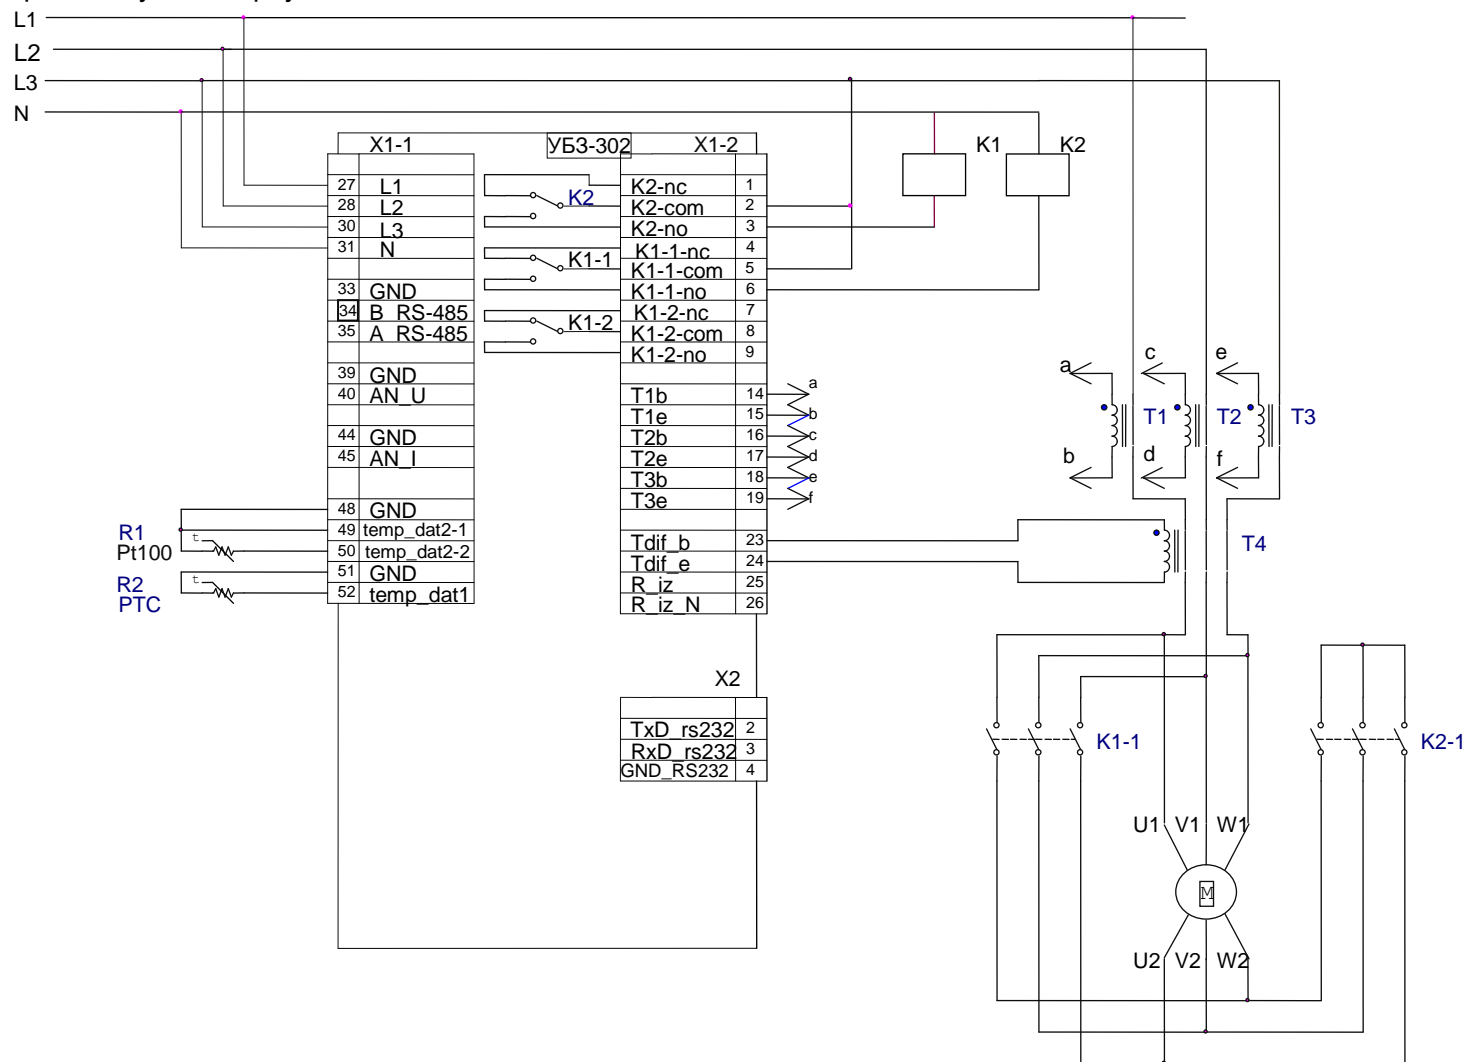 L1
L2
L3
N
X1-1
УБЗ-302
X1-2
K1
K2
27 L1
28 L2
30 L3
31 N
33 GND
34 B RS-485
35 A RS-485
39 GND
40 AN_U
44 GND
45 AN_I
48 GND
49 temp_dat2-1
50 temp_dat2-2
51 GND
52 temp_dat1
R1
Pt100
t
R2
PTC
t
K2
K1-1
K1-2
K2-nc 1
K2-com 2
K2-no 3
K1-1-nc 4
K1-1-com 5
K1-1-no 6
K1-2-nc 7
K1-2-com 8
K1-2-no 9
T1b 14 a
T1e 15 b
T2b 16 c
T2e 17 d
T3b 18 e
T3e 19 f
Tdif_b 23
Tdif_e 24
R_iz 25
R_iz_N 26
X2
TxD_rs232 2
RxD_rs232 3
GND_RS232 4
a c e
T1 T2 T3
b d f
T4
K1-1
K2-1
U1 V1 W1
M
U2 V2 W2